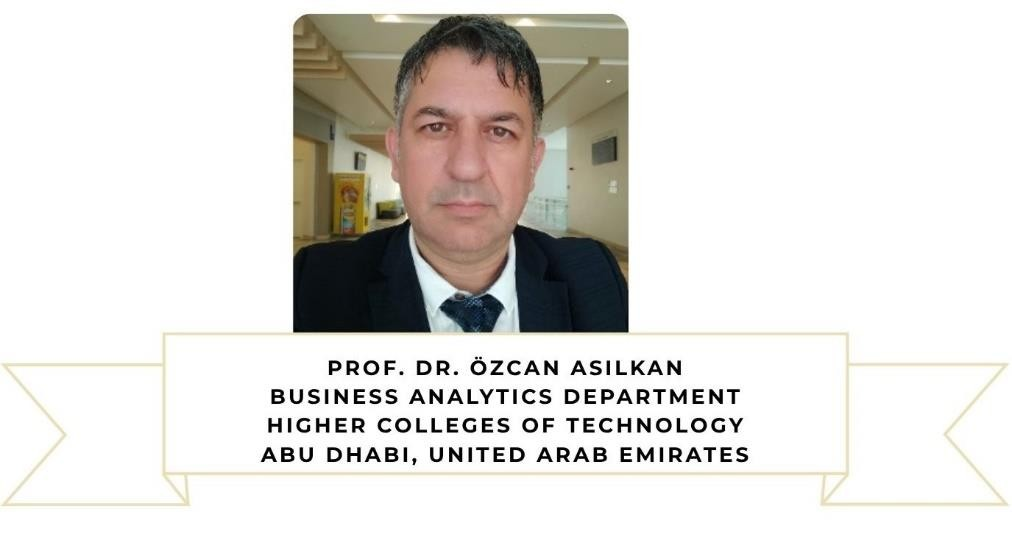 PROF. DR. ÖZCAN ASILKAN
BUSINESS ANALYTICS DEPARTMENT
HIGHER COLLEGES OF TECHNOLOGY
ABU DHABI, UNITED ARAB EMIRATES